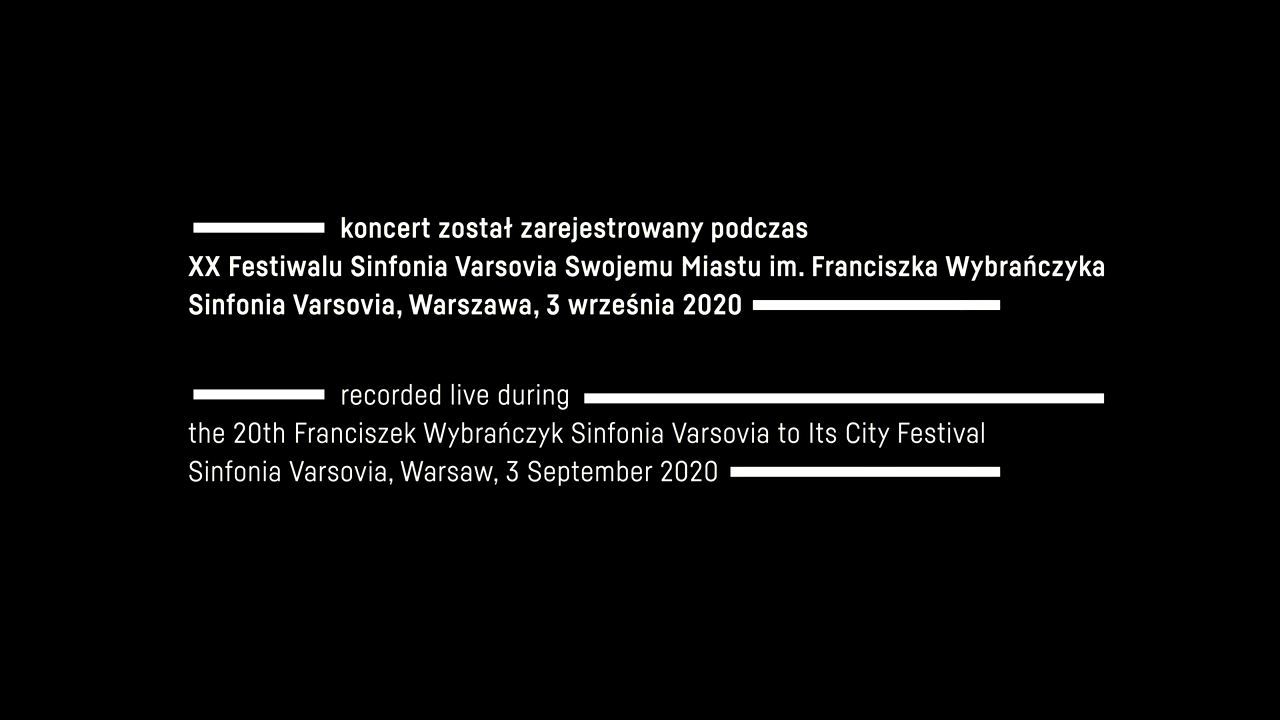 koncert został zarejestrowany podczas
XX Festiwalu Sinfonia Varsovia Swojemu Miastu im. Franciszka Wybrańczyka
Sinfonia Varsovia, Warszawa, 3 września 2020
recorded live during
the 20th Franciszek Wybrańczyk Sinfonia Varsovia to Its City Festival
Sinfonia Varsovia, Warsaw, 3 September 2020